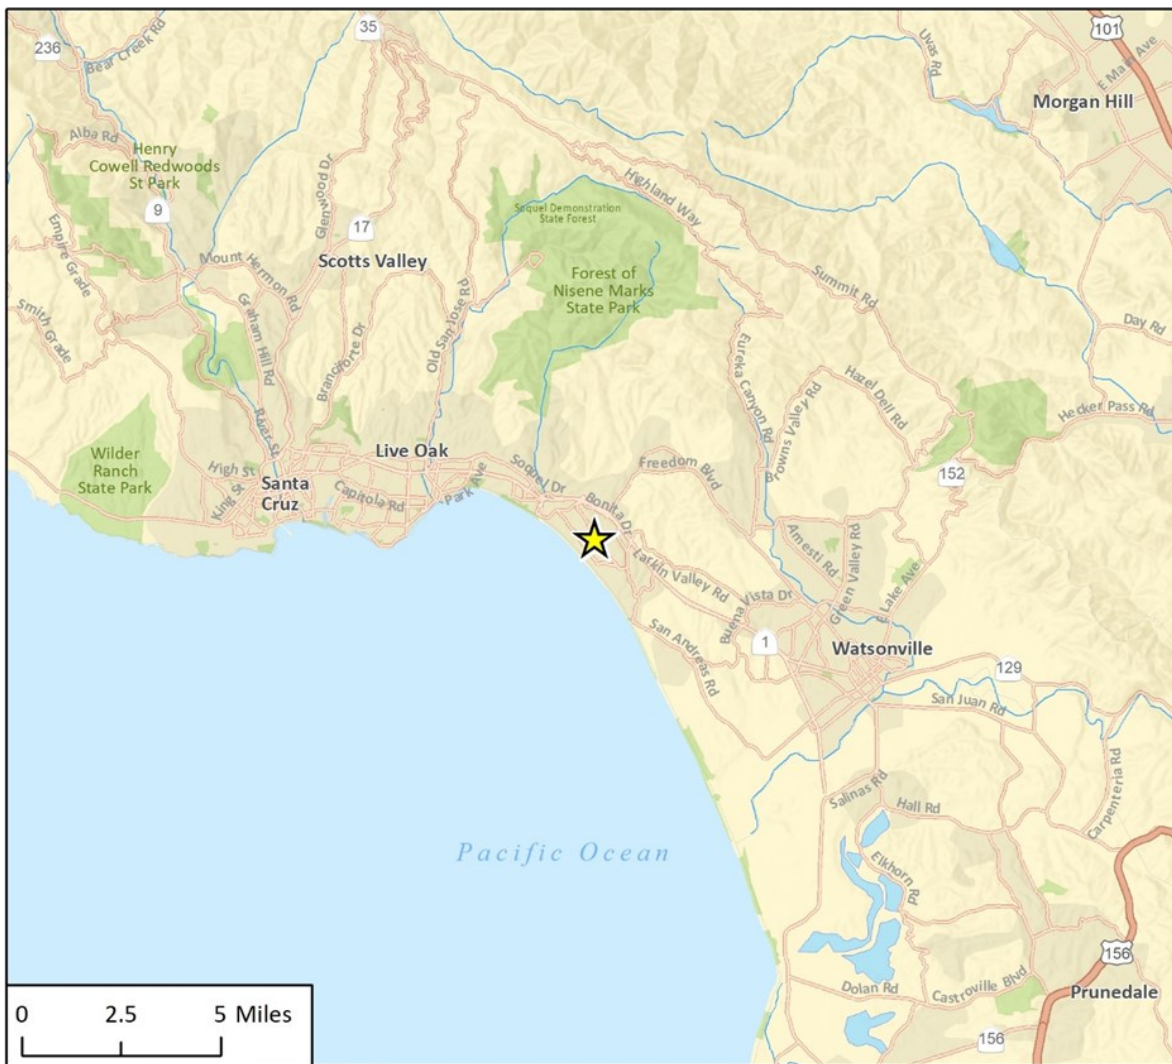 35
101
236
Bear Creek Rd
Uvas Rd
E Main Ave
Morgan Hill
Alba Rd
Henry
Cowell Redwoods
St Park
9
Glenwood Dr
17
Soquel Demonstration
State Forest
Highland Way
Empire Grade
Mount Hermon Rd
Scotts Valley
Forest of
Nisene Marks
State Park
Summit Rd
Smith Grade
Graham Hill Rd
Branciforte Dr
Old San Jose Rd
Day Rd
Eureka Canyon Rd
Browns Valley Rd
Hazel Dell Rd
Hecker Pass Rd
River St
Live Oak
Wilder
Ranch
State Park
High St
King St
Santa
Cruz
Capitola Rd
Park Ave
Soquel Dr
Freedom Blvd
152
Bonita Dr
Amesti Rd
Green Valley Rd
Larkin Valley Rd
E Lake Ave
Buena Vista Dr
San Andreas Rd
1
Watsonville
129
San Juan Rd
Carpenteria Rd
Salinas Rd
Hall Rd
Pacific Ocean
Elkhorn Rd
156
Dolan Rd
Castroville Blvd
Prunedale
156
0 2.5 5 Miles